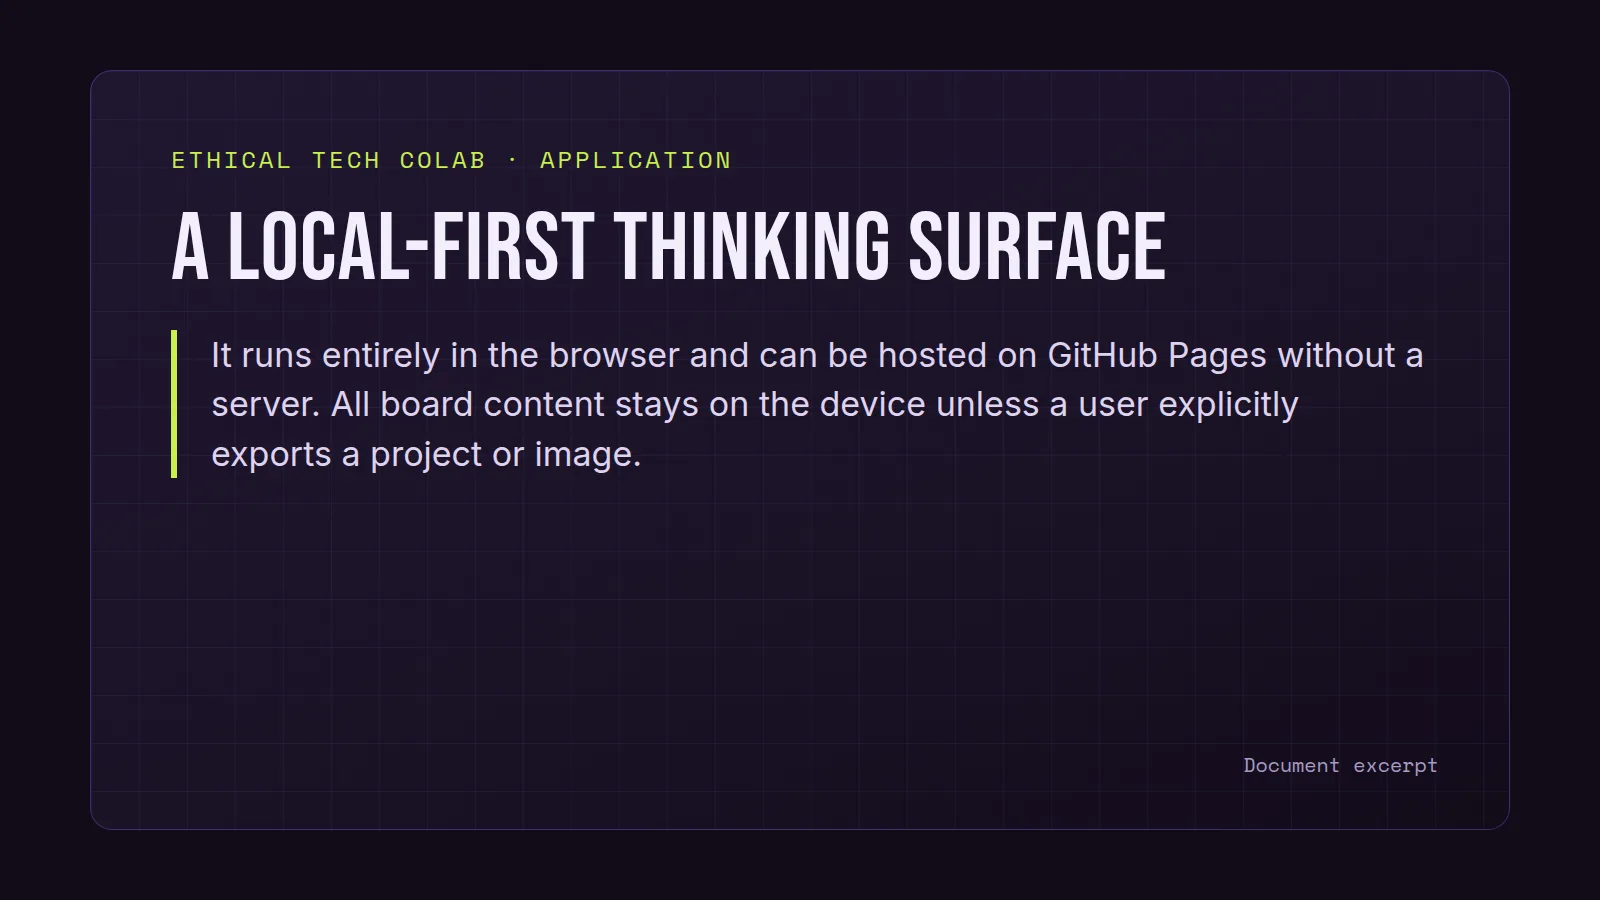 ETHICAL TECH COLAB · APPLICATION
A LOCAL-FIRST THINKING SURFACE
It runs entirely in the browser and can be hosted on GitHub Pages without a
server. All board content stays on the device unless a user explicitly
exports a project or image.
Document excerpt